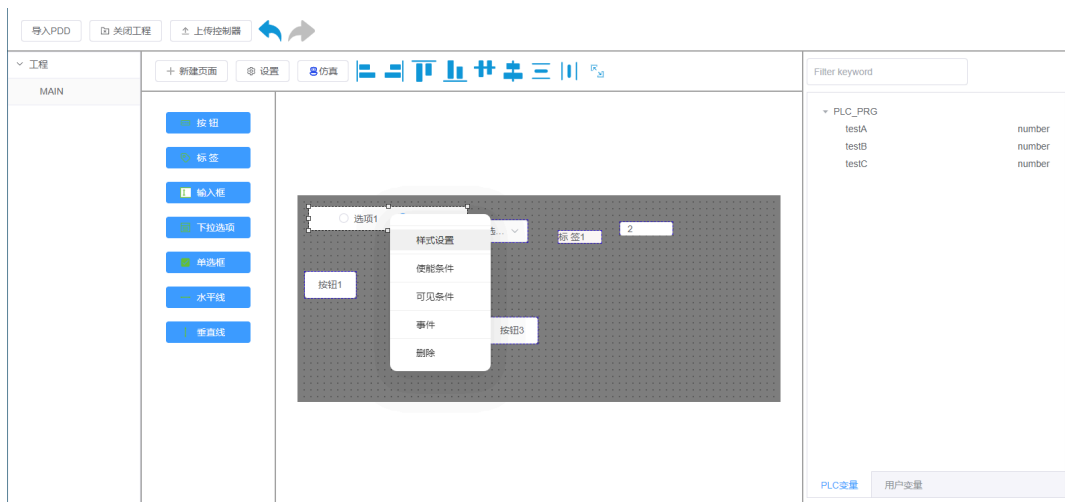 导入PDD
关闭工程
上传控制器
工程
MAIN
新建页面
设置
仿真
按 钮
标 签
输入框
下拉选项
单选框
水平线
垂直线
选项1
标 签1
2
按钮1
按钮3
样式设置
使能条件
可见条件
事件
删除
Filter keyword
PLC_PRG
testA number
testB number
testC number
PLC变量
用户变量